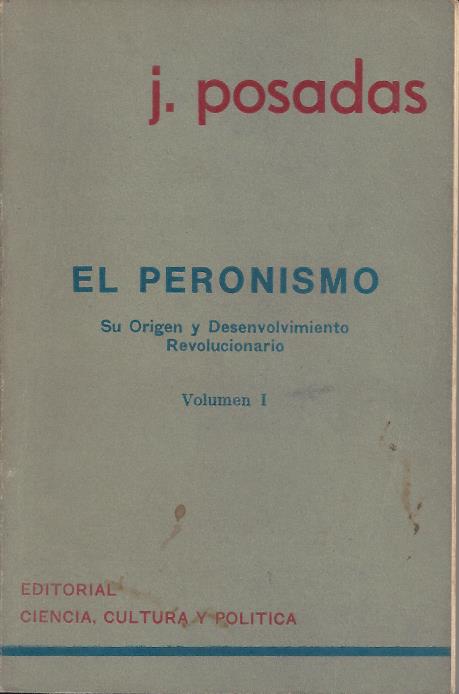 j. posadas
EL PERONISMO
Su Origen y Desenvolvimiento
Revolucionario
Volumen I
EDITORIAL
CIENCIA, CULTURA Y POLITICA